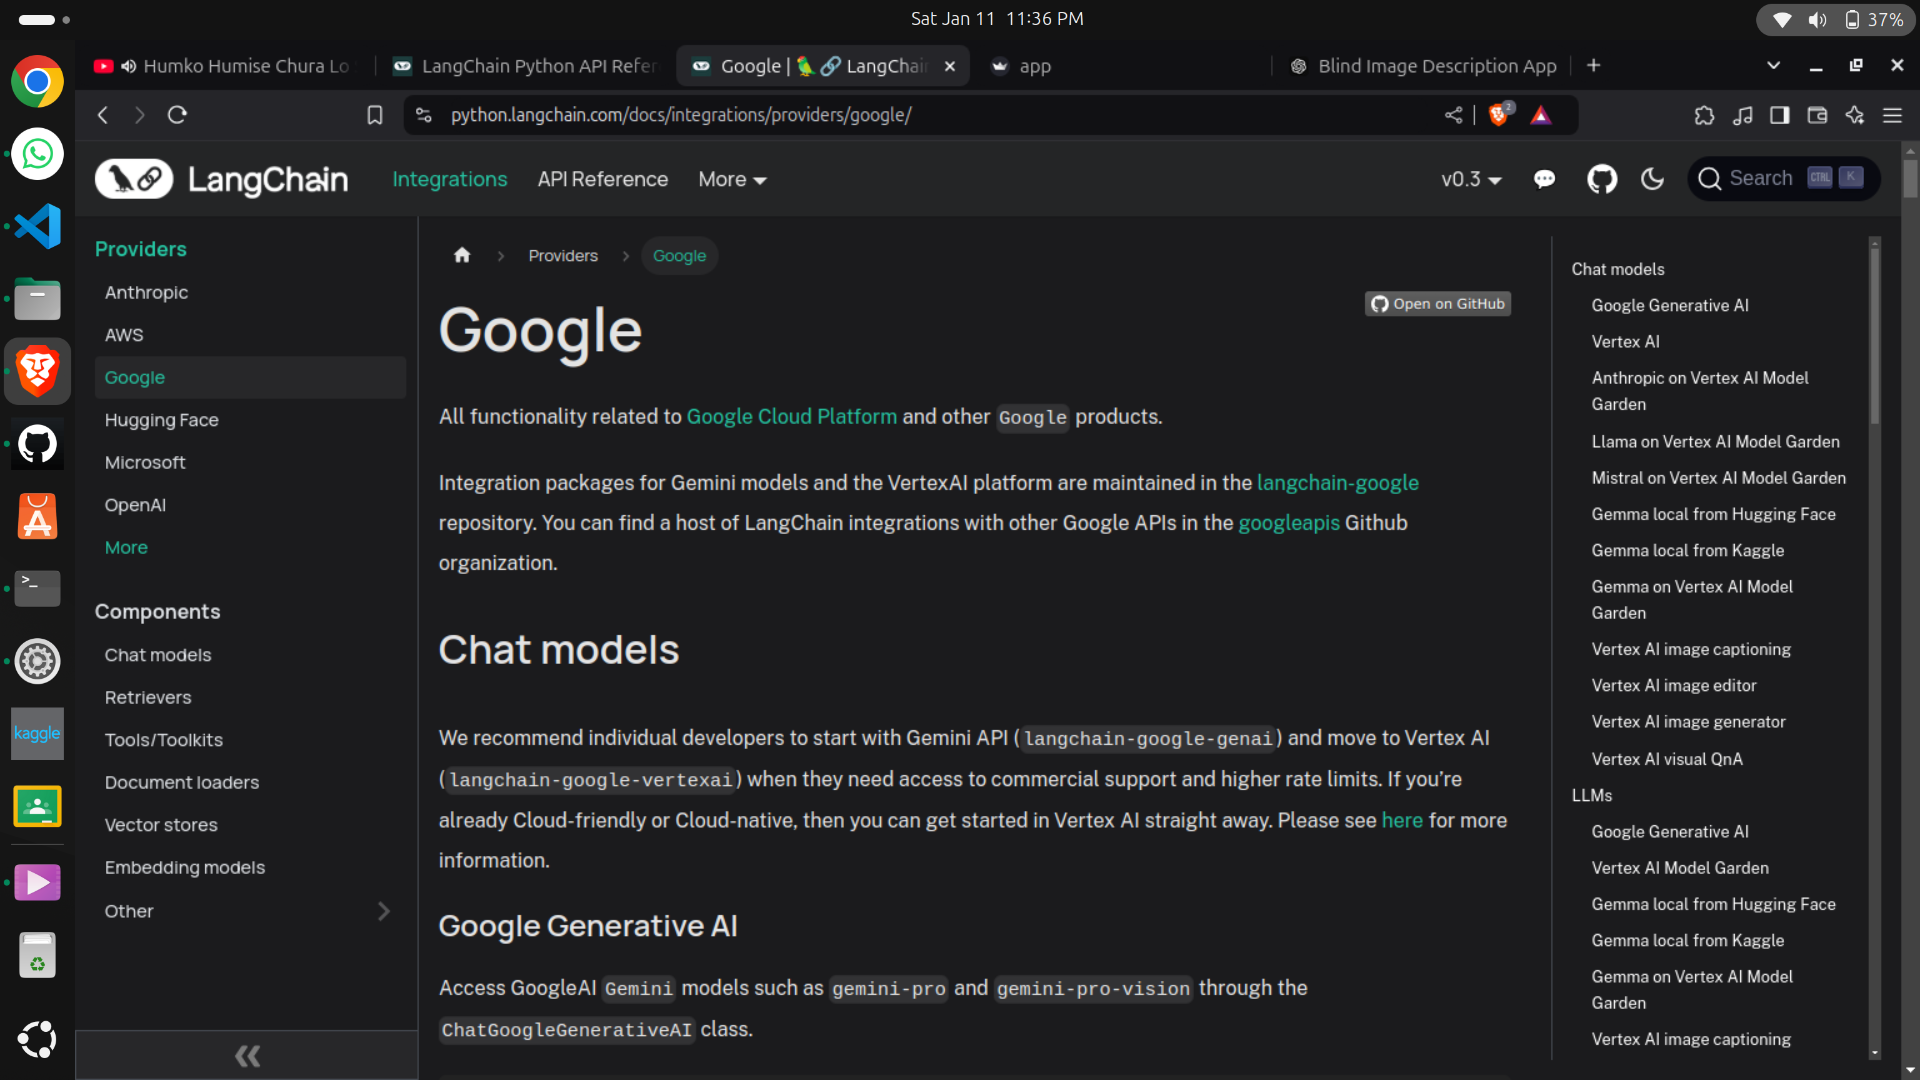 Sat Jan 11 11:36 PM
37%
Humko Humise Chura Lo
LangChain Python API Refer
Google | 🦜🔗 LangChain
app
Blind Image Description App
python.langchain.com/docs/integrations/providers/google/
2
LangChain
Integrations
API Reference
More
v0.3
Search
CTRL
K
Providers
Anthropic
AWS
Google
Hugging Face
Microsoft
OpenAI
More
Components
Chat models
Retrievers
Tools/Toolkits
Document loaders
Vector stores
Embedding models
Other
kaggle
Providers
Google
Open on GitHub
Google
All functionality related to Google Cloud Platform and other Google products.
Integration packages for Gemini models and the VertexAI platform are maintained in the langchain-google
repository. You can find a host of LangChain integrations with other Google APIs in the googleapis Github
organization.
Chat models
We recommend individual developers to start with Gemini API (langchain-google-genai) and move to Vertex AI
(langchain-google-vertexai) when they need access to commercial support and higher rate limits. If you’re
already Cloud-friendly or Cloud-native, then you can get started in Vertex AI straight away. Please see here for more
information.
Google Generative AI
Access GoogleAI Gemini models such as gemini-pro and gemini-pro-vision through the
ChatGoogleGenerativeAI class.
Chat models
Google Generative AI
Vertex AI
Anthropic on Vertex AI Model
Garden
Llama on Vertex AI Model Garden
Mistral on Vertex AI Model Garden
Gemma local from Hugging Face
Gemma local from Kaggle
Gemma on Vertex AI Model
Garden
Vertex AI image captioning
Vertex AI image editor
Vertex AI image generator
Vertex AI visual QnA
LLMs
Google Generative AI
Vertex AI Model Garden
Gemma local from Hugging Face
Gemma local from Kaggle
Gemma on Vertex AI Model
Garden
Vertex AI image captioning